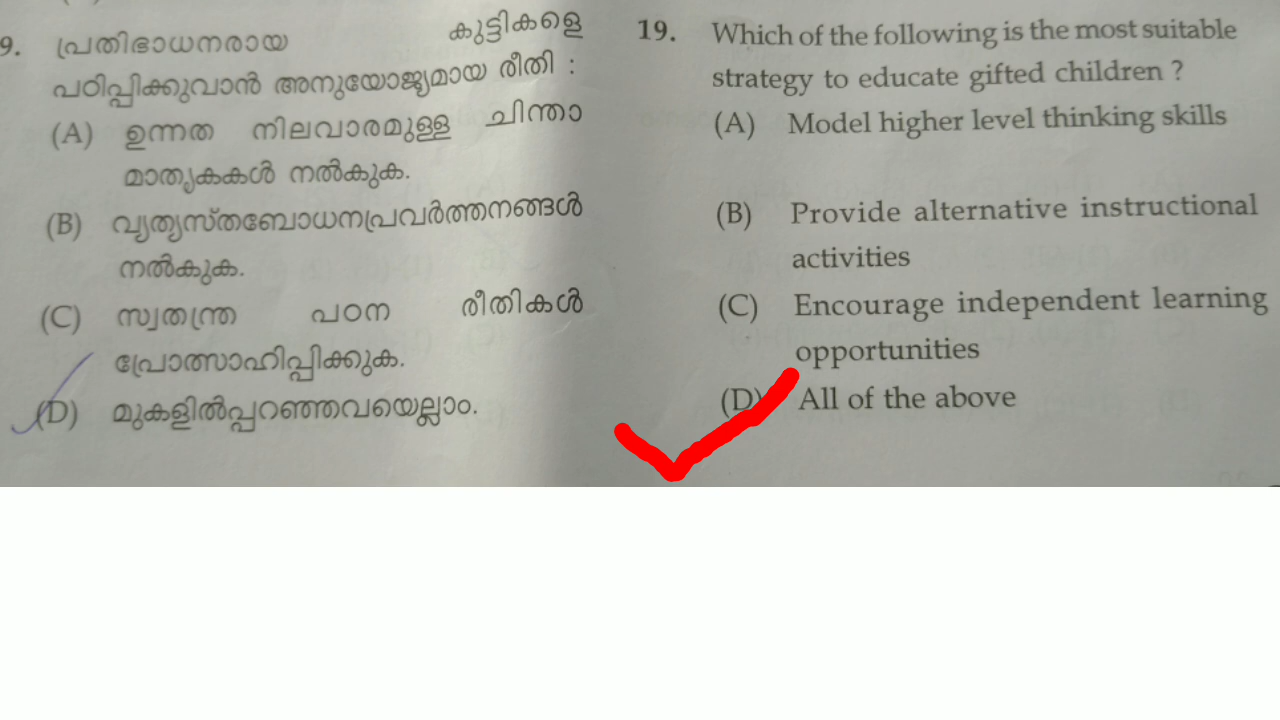 9. പ്രതിഭാധനരായ കുട്ടികളെ
പഠിപ്പിക്കുവാൻ അനുയോജ്യമായ രീതി :
(A) ഉന്നത നിലവാരമുള്ള ചിന്താ
മാതൃകകൾ നൽകുക.
(B) വ്യത്യസ്തബോധനപ്രവർത്തനങ്ങൾ
നൽകുക.
(C) സ്വതന്ത്ര പഠന രീതികൾ
പ്രോത്സാഹിപ്പിക്കുക.
(D) മുകളിൽപ്പറഞ്ഞവയെല്ലാം.
19. Which of the following is the most suitable
strategy to educate gifted children ?
(A) Model higher level thinking skills
(B) Provide alternative instructional
activities
(C) Encourage independent learning
opportunities
(D) All of the above